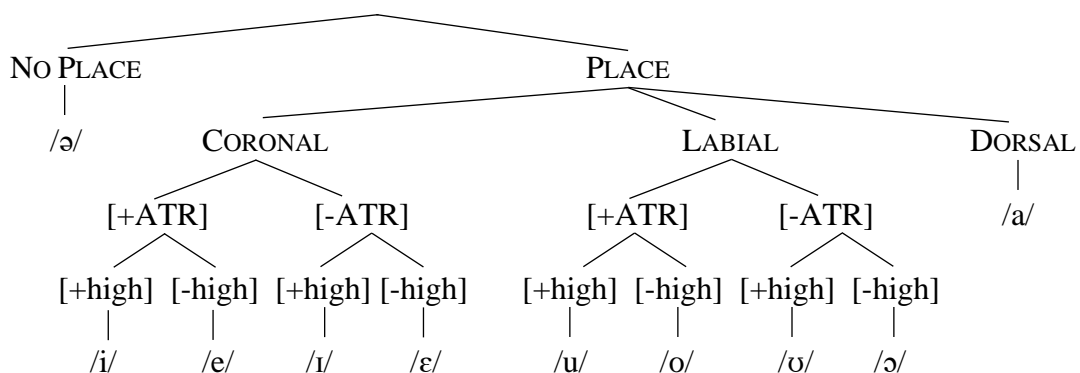 NO PLACE PLACE
/ə/ CORONAL LABIAL DORSAL
[+ATR] [-ATR] [+ATR] [-ATR] /a/
[+high] [-high] [+high] [-high] [+high] [-high] [+high] [-high]
/i/ /e/ /ɪ/ /ɛ/ /u/ /o/ /ʊ/ /ɔ/